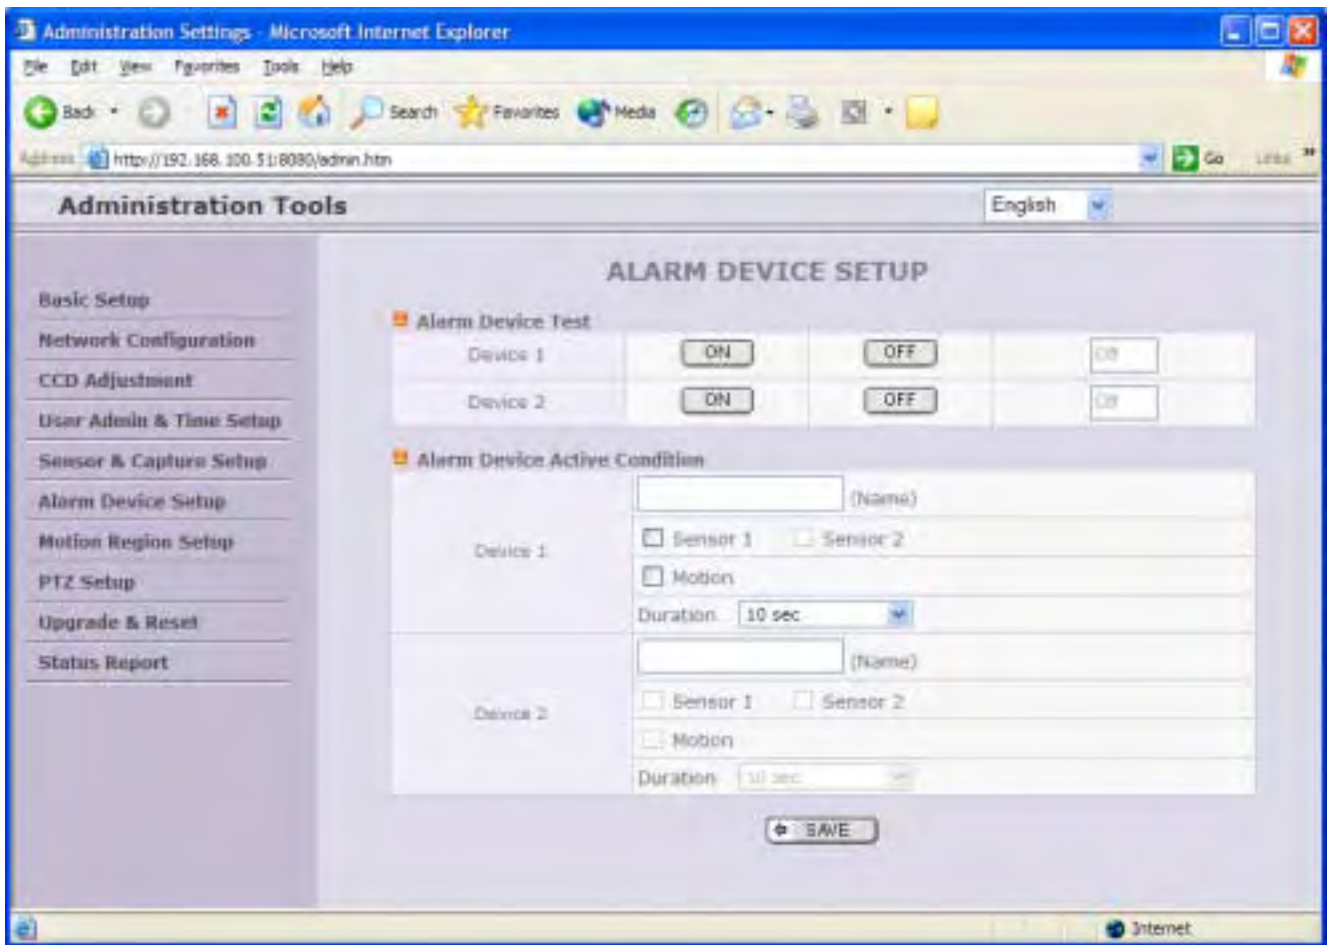 Administration Settings - Microsoft Internet Explorer
File Edit View Favorites Tools Help
Back Search Favorites Media
Address http://192.168.100.51:8080/admin.htm Go Links »
Administration Tools English
ALARM DEVICE SETUP
Basic Setup
Network Configuration
CCD Adjustment
User Admin & Time Setup
Sensor & Capture Setup
Alarm Device Setup
Motion Region Setup
PTZ Setup
Upgrade & Reset
Status Report
Alarm Device Test
Device 1 ON OFF Off
Device 2 ON OFF Off
Alarm Device Active Condition
(Name)
Device 1
Sensor 1 Sensor 2
Motion
Duration 10 sec
(Name)
Device 2
Sensor 1 Sensor 2
Motion
Duration 10 sec
SAVE
Internet